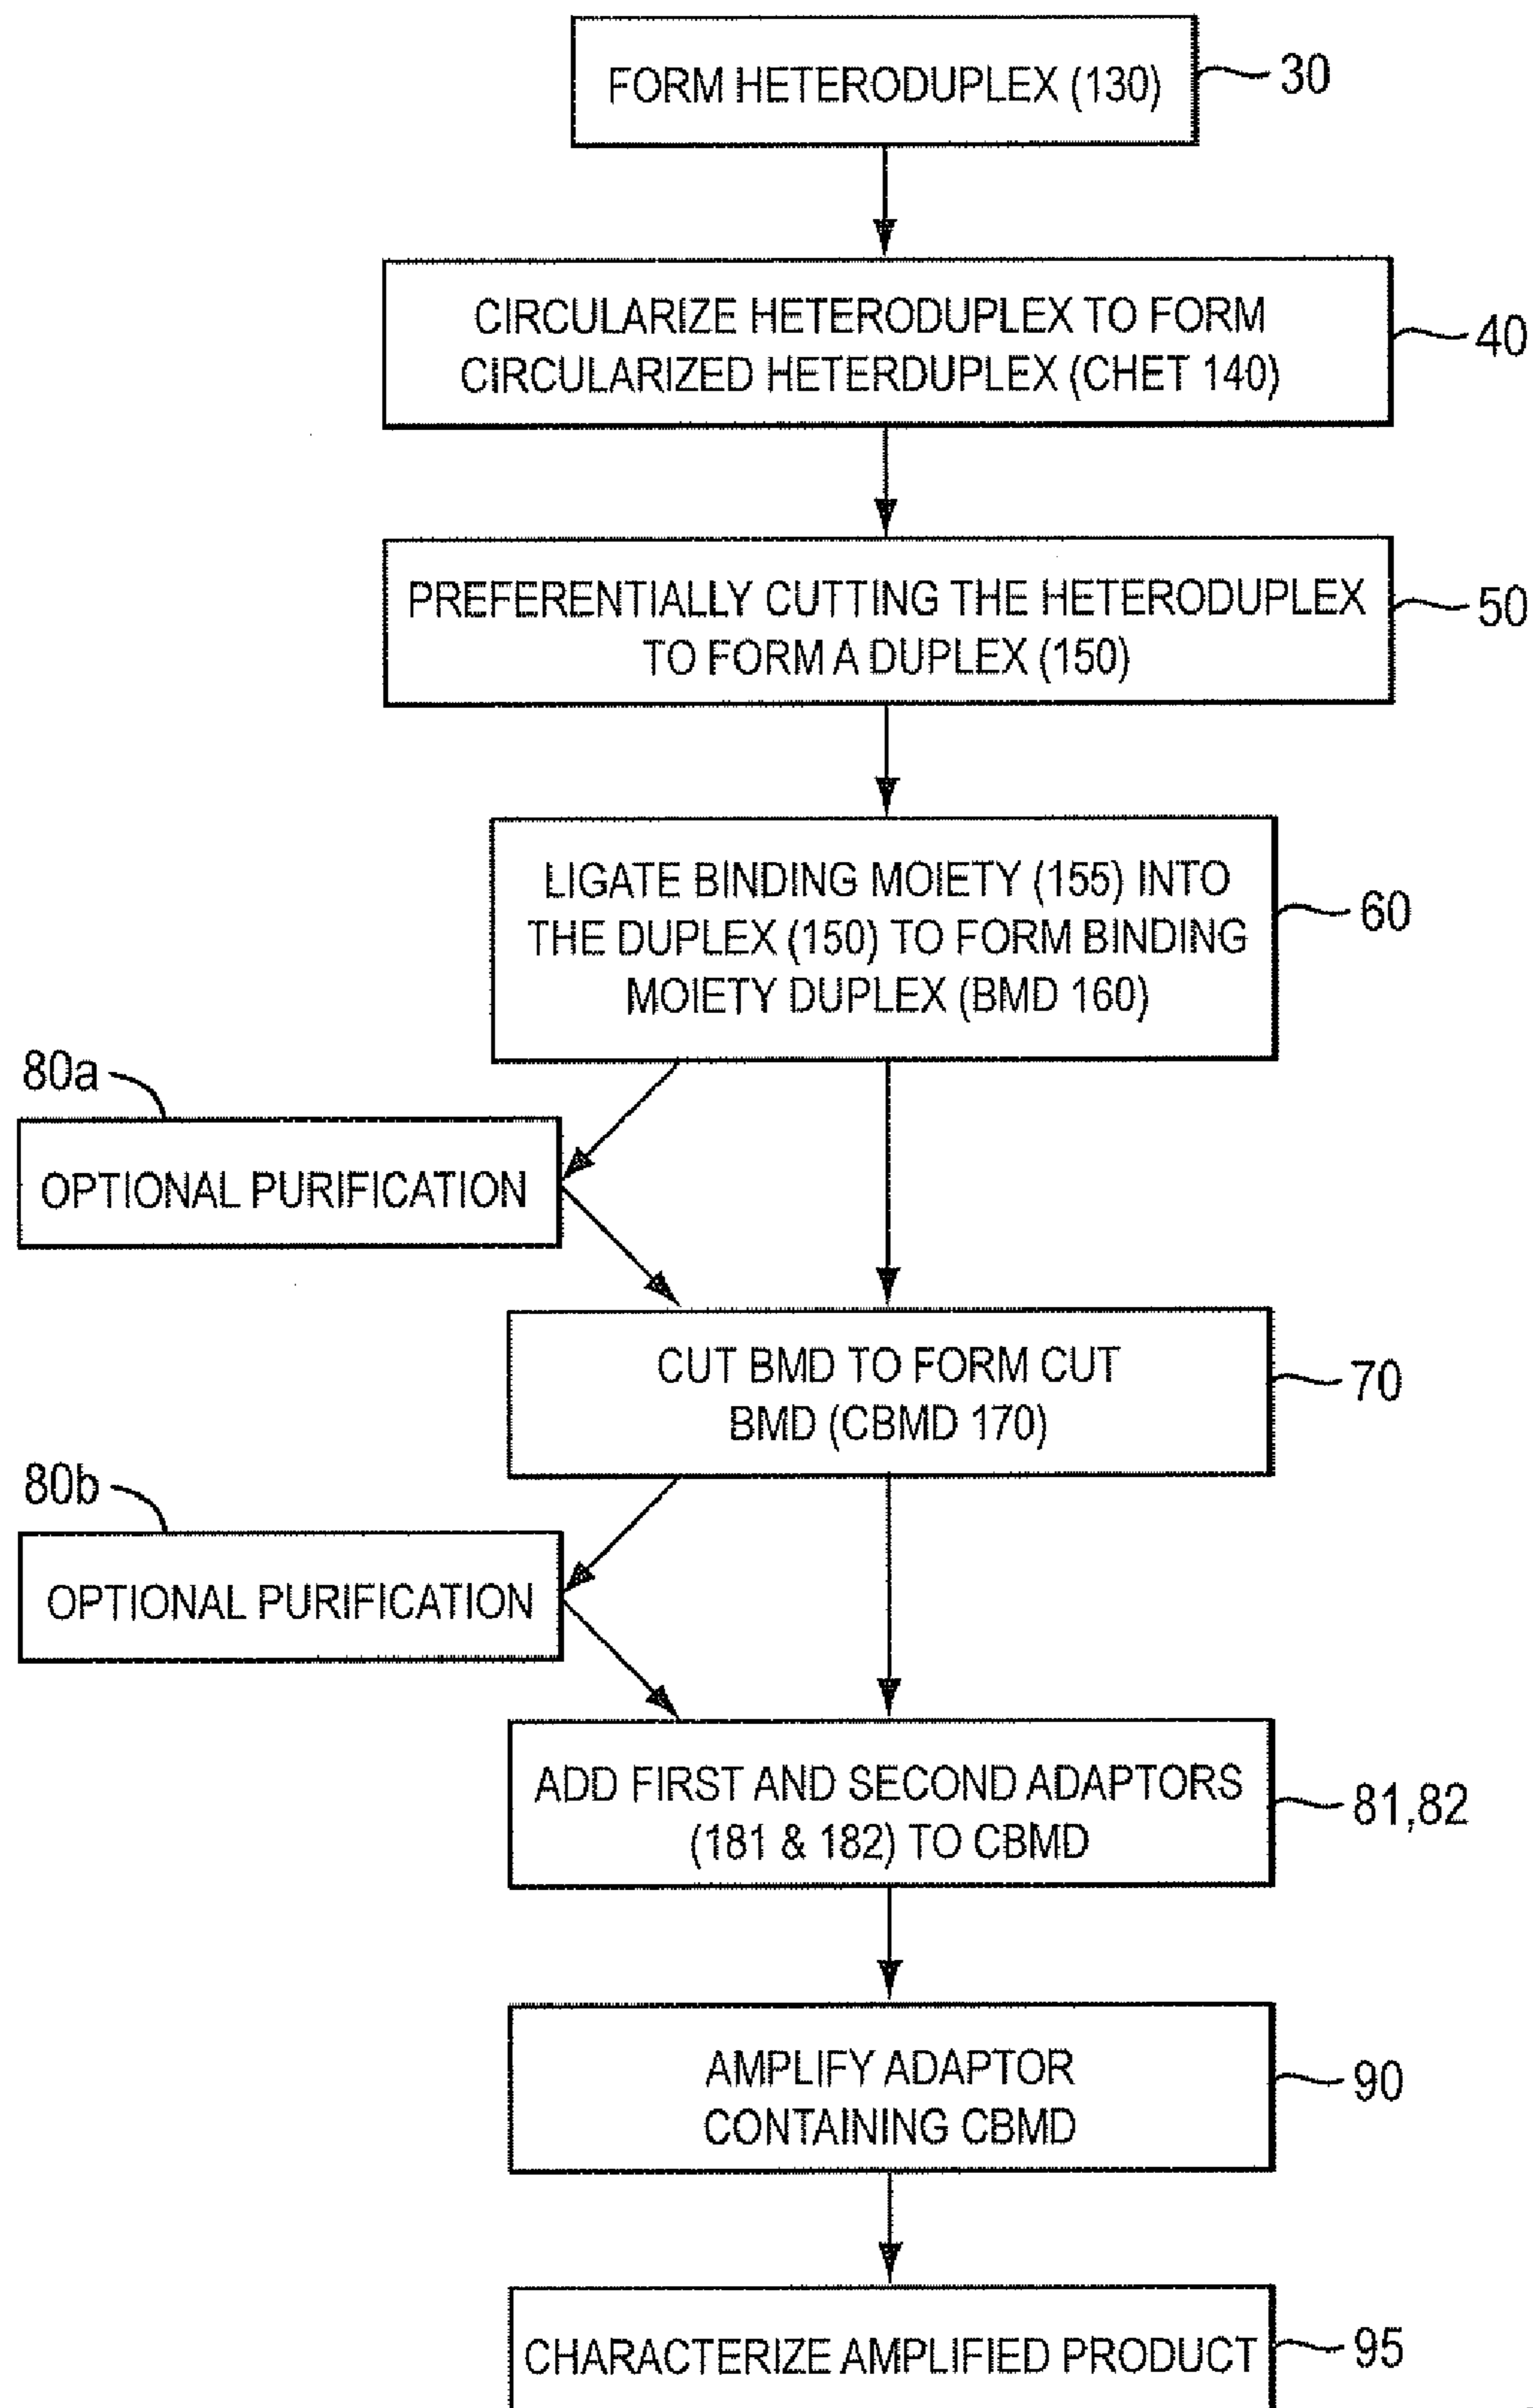 FORM HETERODUPLEX (130)
30
CIRCULARIZE HETERODUPLEX TO FORM
CIRCULARIZED HETERDUPLEX (CHET 140)
40
PREFERENTIALLY CUTTING THE HETERODUPLEX
TO FORM A DUPLEX (150)
50
LIGATE BINDING MOIETY (155) INTO
THE DUPLEX (150) TO FORM BINDING
MOIETY DUPLEX (BMD 160)
60
80a
OPTIONAL PURIFICATION
CUT BMD TO FORM CUT
BMD (CBMD 170)
70
80b
OPTIONAL PURIFICATION
ADD FIRST AND SECOND ADAPTORS
(181 & 182) TO CBMD
81,82
AMPLIFY ADAPTOR
CONTAINING CBMD
90
CHARACTERIZE AMPLIFIED PRODUCT
95